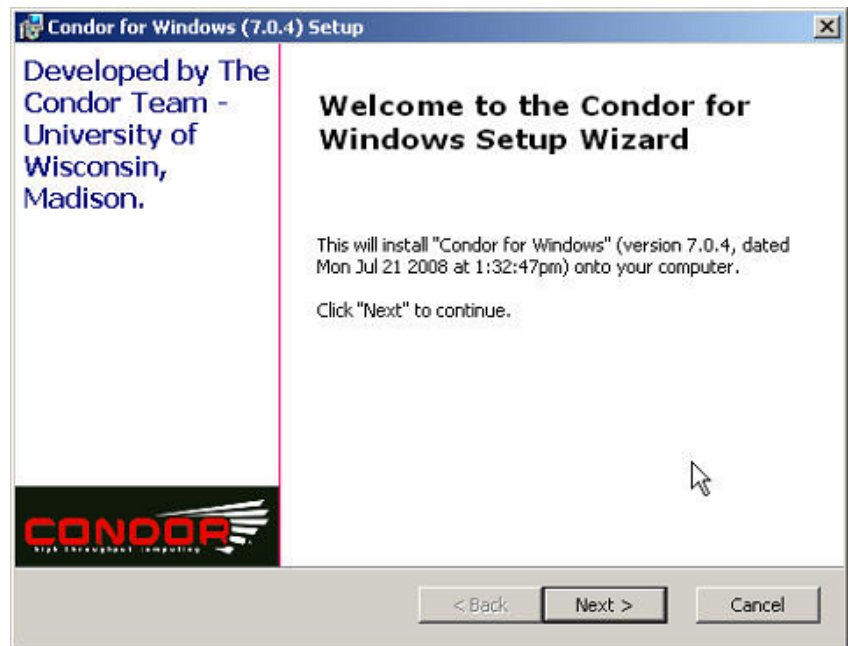 Condor for Windows (7.0.4) Setup
Developed by The
Condor Team -
University of
Wisconsin,
Madison.
Welcome to the Condor for
Windows Setup Wizard
This will install "Condor for Windows" (version 7.0.4, dated
Mon Jul 21 2008 at 1:32:47pm) onto your computer.
Click "Next" to continue.
CONDOR
high throughput computing
< Back
Next >
Cancel